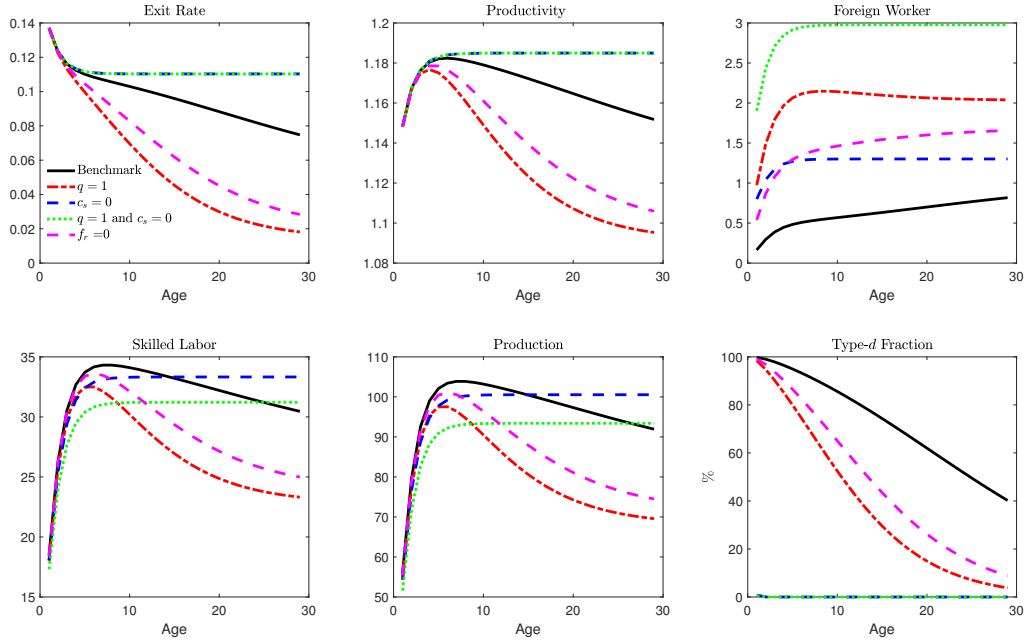 Exit Rate
0.14
0.12
0.1
0.08
0.06
0.04
0.02
0
Benchmark
q = 1
c_s = 0
q = 1 and c_s = 0
f_r =0
0 10 20 30
Age
Productivity
1.2
1.18
1.16
1.14
1.12
1.1
1.08
0 10 20 30
Age
Foreign Worker
3
2.5
2
1.5
1
0.5
0
0 10 20 30
Age
Skilled Labor
35
30
25
20
15
0 10 20 30
Age
Production
110
100
90
80
70
60
50
0 10 20 30
Age
Type-d Fraction
%
100
80
60
40
20
0
0 10 20 30
Age